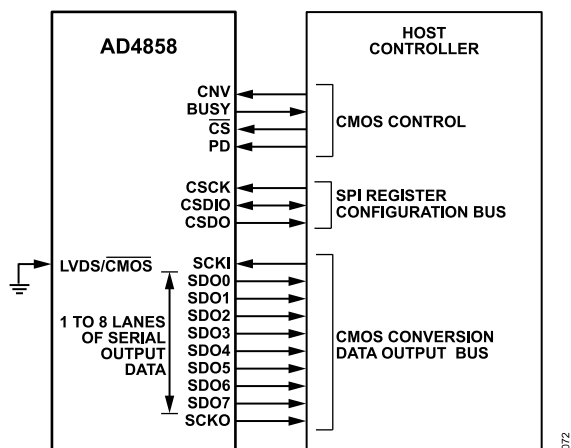 AD4858
HOST
CONTROLLER
CNV
BUSY
CS
PD
CMOS CONTROL
CSCK
CSDIO
CSDO
SPI REGISTER
CONFIGURATION BUS
LVDS/CMOS
1 TO 8 LANES
OF SERIAL
OUTPUT
DATA
SCKI
SDO0
SDO1
SDO2
SDO3
SDO4
SDO5
SDO6
SDO7
SCKO
CMOS CONVERSION
DATA OUTPUT BUS
072